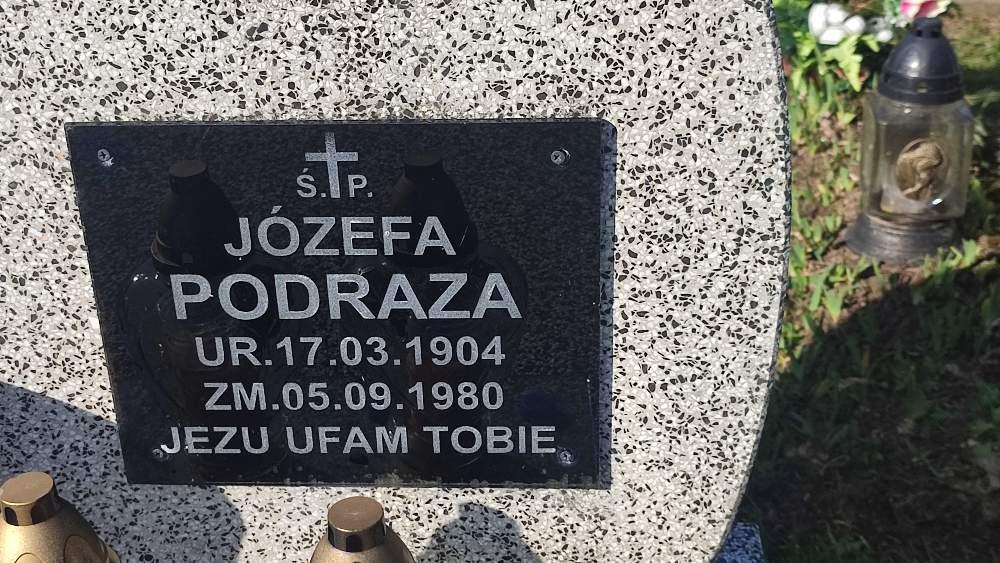 Ś.P.
JÓZEFA
PODRAZA
UR.17.03.1904
ZM.05.09.1980
JEZU UFAM TOBIE